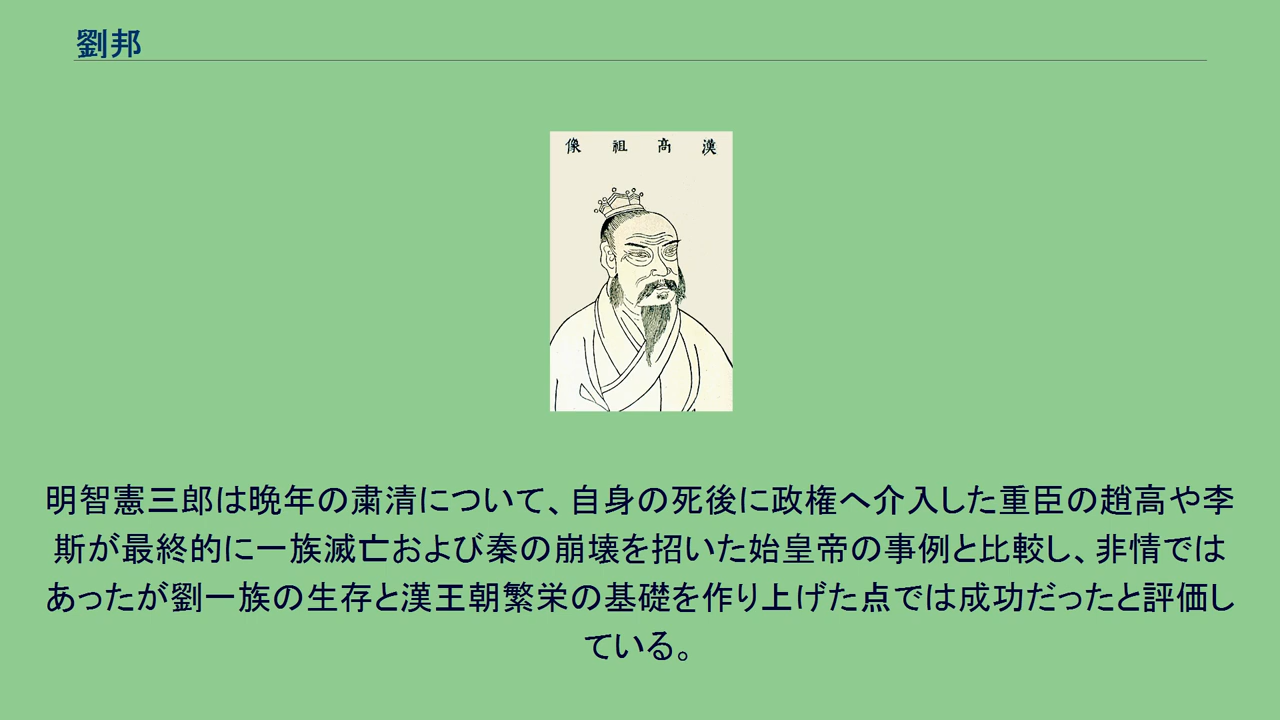 劉邦
漢高祖像
明智憲三郎は晩年の粛清について、自身の死後に政権へ介入した重臣の趙高や李
斯が最終的に一族滅亡および秦の崩壊を招いた始皇帝の事例と比較し、非情では
あったが劉一族の生存と漢王朝繁栄の基礎を作り上げた点では成功だったと評価し
ている。